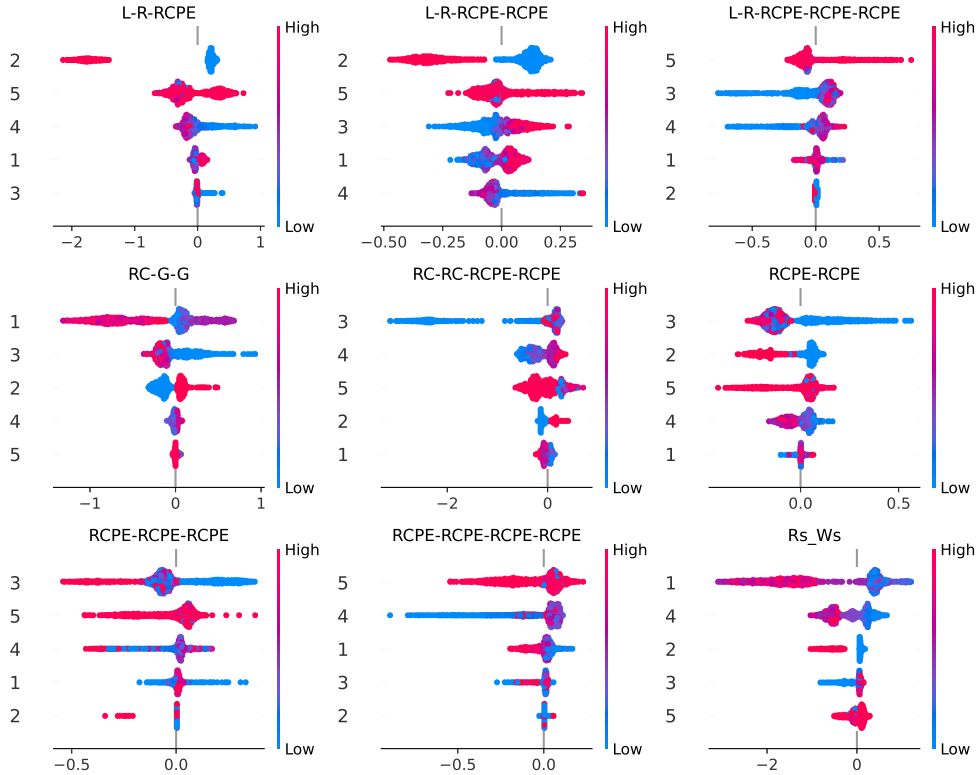 L-R-RCPE
High
2
5
4
1
3
Low
−2 −1 0 1
L-R-RCPE-RCPE
High
2
5
3
1
4
Low
−0.50 −0.25 0.00 0.25
L-R-RCPE-RCPE-RCPE
High
5
3
4
1
2
Low
−0.5 0.0 0.5
RC-G-G
High
1
3
2
4
5
Low
−1 0 1
RC-RC-RCPE-RCPE
High
3
4
5
2
1
Low
−2 0
RCPE-RCPE
High
3
2
5
4
1
Low
0.0 0.5
RCPE-RCPE-RCPE
High
3
5
4
1
2
Low
−0.5 0.0
RCPE-RCPE-RCPE-RCPE
High
5
4
1
3
2
Low
−0.5 0.0
Rs_Ws
High
1
4
2
3
5
Low
−2 0